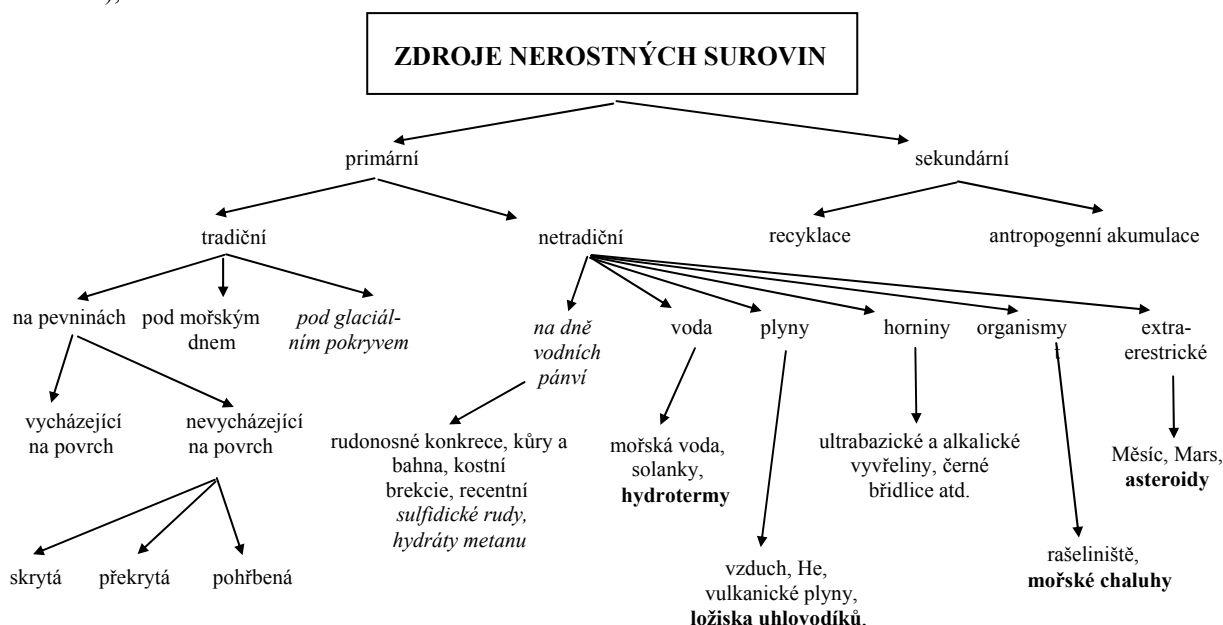 ),
ZDROJE NEROSTNÝCH SUROVIN
primární
sekundární
tradiční
netradiční
recyklace
antropogenní akumulace
na pevninách
pod mořským
dnem
pod glaciál-
ním pokryvem
na dně
vodních
pánví
voda
plyny
horniny
organismy
t
extra-
erestrické
vycházející
na povrch
nevycházející
na povrch
rudonosné konkrece, kůry a
bahna, kostní
brekcie, recentní
sulfidické rudy,
hydráty metanu
mořská voda,
solanky,
hydrotermy
ultrabazické a alkalické
vyvřeliny, černé
břidlice atd.
Měsíc, Mars,
asteroidy
skrytá
překrytá
pohřbená
vzduch, He,
vulkanické plyny,
ložiska uhlovodíků,
rašeliniště,
mořské chaluhy